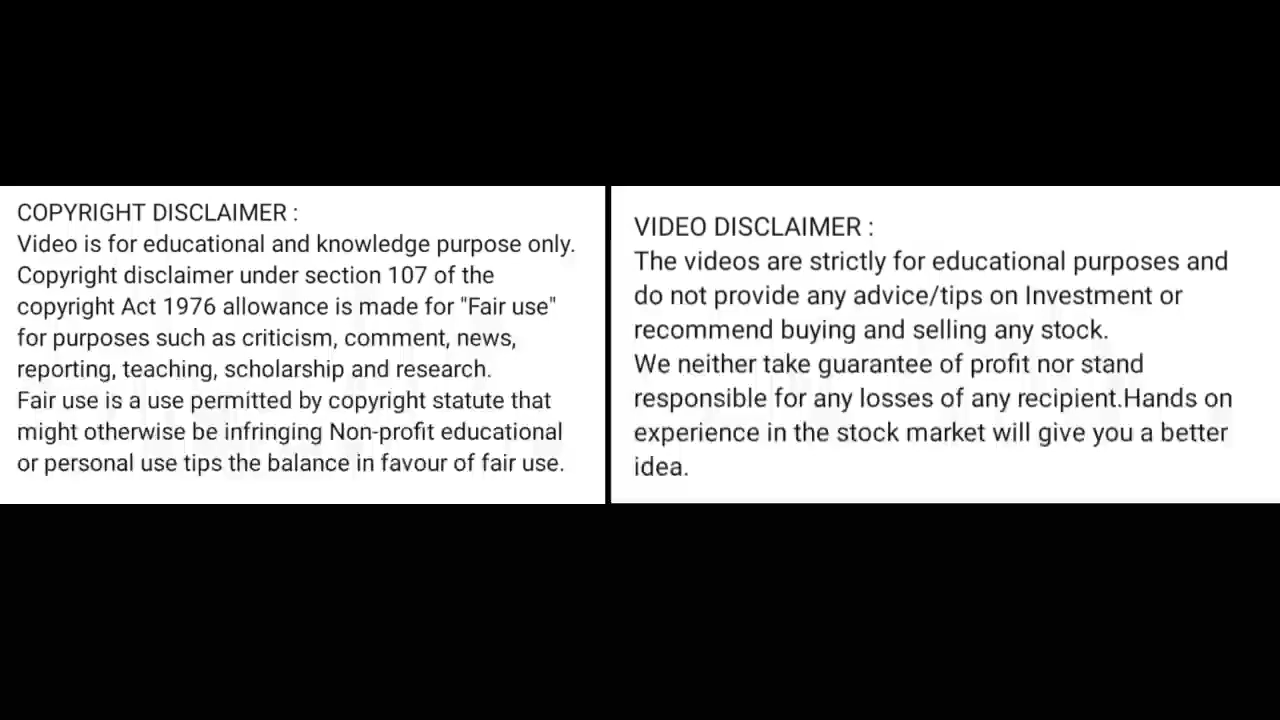 COPYRIGHT DISCLAIMER :
Video is for educational and knowledge purpose only.
Copyright disclaimer under section 107 of the
copyright Act 1976 allowance is made for "Fair use"
for purposes such as criticism, comment, news,
reporting, teaching, scholarship and research.
Fair use is a use permitted by copyright statute that
might otherwise be infringing Non-profit educational
or personal use tips the balance in favour of fair use.
VIDEO DISCLAIMER :
The videos are strictly for educational purposes and
do not provide any advice/tips on Investment or
recommend buying and selling any stock.
We neither take guarantee of profit nor stand
responsible for any losses of any recipient.Hands on
experience in the stock market will give you a better
idea.